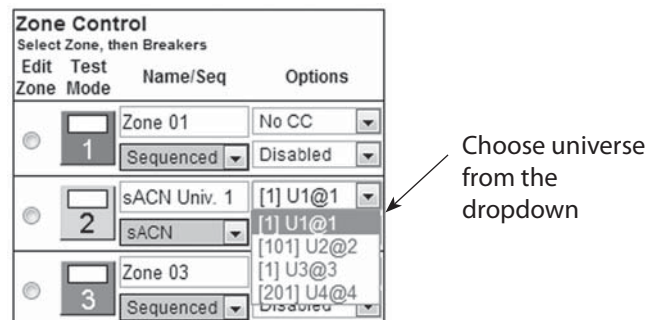 Zone Control
Select Zone, then Breakers
Edit Zone
Test Mode
Name/Seq
Options
1
Zone 01
No CC
Sequenced
Disabled
2
sACN Univ. 1
[1] U1@1
sACN
[1] U1@1
[101] U2@2
[1] U3@3
[201] U4@4
3
Zone 03
Sequenced
Disabled
Choose universe
from the
dropdown